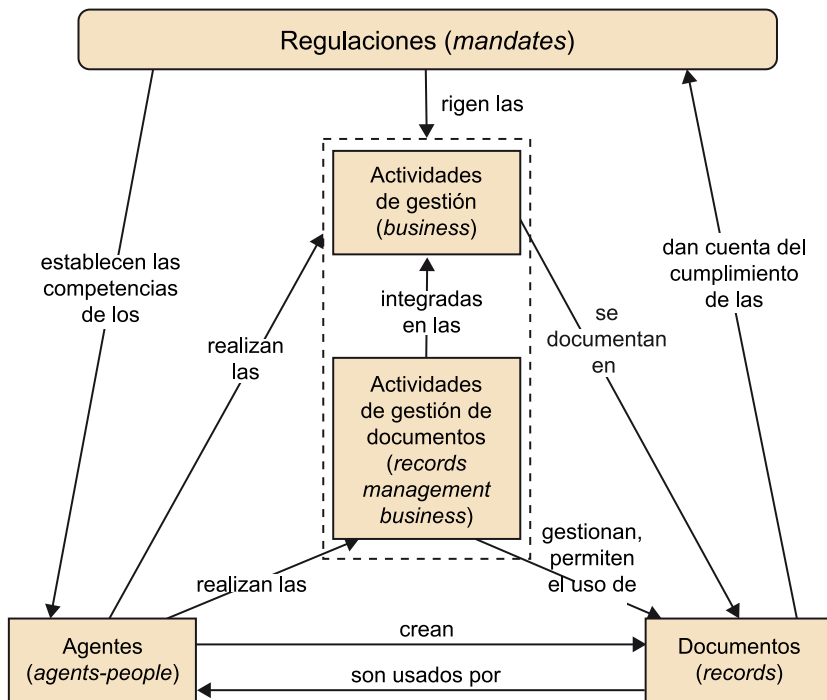 Regulaciones (mandates)
rigen las
Actividades
de gestión
(business)
establecen las
competencias
de los
dan cuenta del
cumplimiento
de las
integradas
en las
se
documentan
en
realizan
las
Actividades
de gestión de
documentos
(records
management
business)
gestionan,
permiten
el uso de
realizan las
Agentes
(agents-people)
crean
son usados por
Documentos
(records)